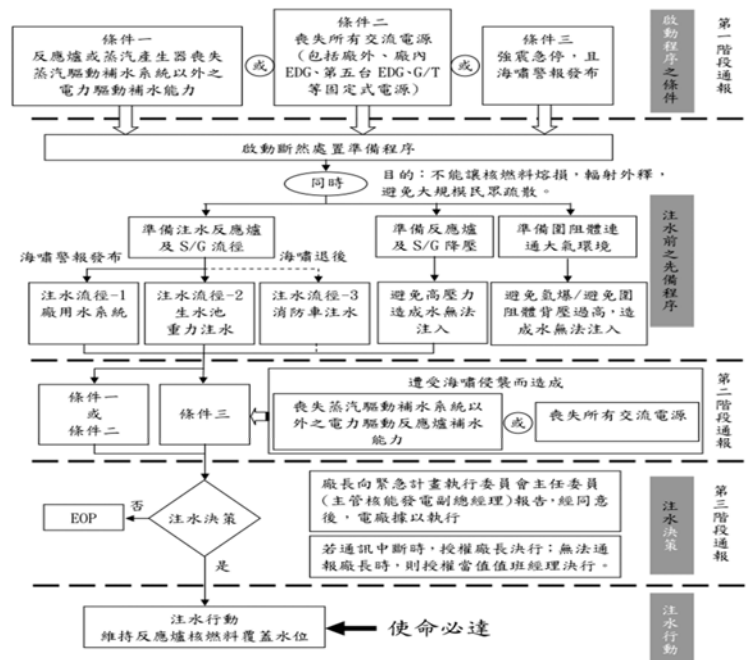 條件一
反應爐或蒸汽產生器喪失
蒸汽驅動補水系統以外之
電力驅動補水能力
或
條件二
喪失所有交流電源
(包括廠外、廠內
EDG、第五台 EDG、G/T
等固定式電源)
或
條件三
強震急停，且
海嘯警報發布
啟動程序之條件
第一階段通報
啟動斷然處置準備程序
同時
目的：不能讓核燃料熔損，輻射外釋，
避免大規模民眾疏散。
準備注水反應爐
及 S/G 流徑
準備反應爐
及 S/G 降壓
準備圍阻體連
通大氣環境
海嘯警報發布
海嘯退後
注水流徑-1
廠用水系統
注水流徑-2
生水池
重力注水
注水流徑-3
消防車注水
避免高壓力
造成水無法
注入
避免氣爆/避免圍
阻體背壓過高，造
成水無法注入
注水前之先備程序
條件一
或
條件二
條件三
遭受海嘯侵襲而造成
喪失蒸汽驅動補水系統以
外之電力驅動反應爐補水
能力
或
喪失所有交流電源
第二階段通報
注水決策
否
EOP
是
廠長向緊急計畫執行委員會主任委員
(主管核能發電副總經理)報告，經同意
後，電廠據以執行
若通訊中斷時，授權廠長決行；無法通
報廠長時，則授權當值值班經理決行。
注水決策
第三階段通報
注水行動
維持反應爐核燃料覆蓋水位
使命必達
注水行動